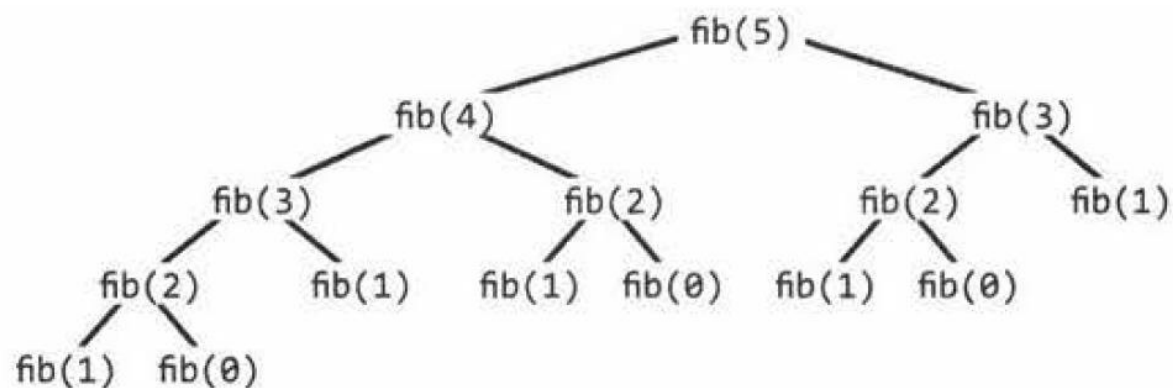 fib(5)
fib(4) fib(3)
fib(3) fib(2) fib(2) fib(1)
fib(2) fib(1) fib(1) fib(0) fib(1) fib(0)
fib(1) fib(0)